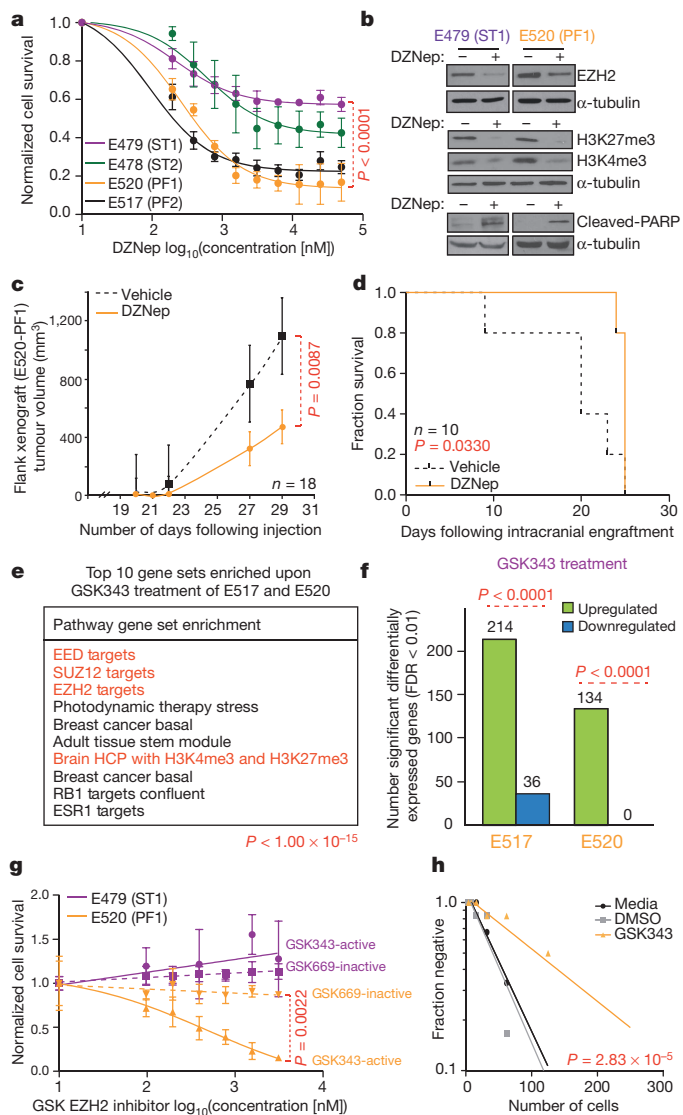 a
Normalized cell survival
1.0
0.8
0.6
0.4
0.2
0.0
E479 (ST1)
E478 (ST2)
E520 (PF1)
E517 (PF2)
P < 0.0001
0 1 2 3 4 5
DZNep log10(concentration [nM])
b
E479 (ST1) E520 (PF1)
DZNep: – + – +
EZH2
α-tubulin
DZNep: – + – +
H3K27me3
H3K4me3
α-tubulin
DZNep: – + – +
Cleaved-PARP
α-tubulin
c
Flank xenograft (E520-PF1)
tumour volume (mm³)
Vehicle
DZNep
1,200
800
400
0
P = 0.0087
n = 18
19 21 23 25 27 29 31
Number of days following injection
d
Fraction survival
1.0
0.8
0.6
0.4
0.2
0.0
n = 10
P = 0.0330
Vehicle
DZNep
0 10 20 30
Days following intracranial engraftment
e
Top 10 gene sets enriched upon
GSK343 treatment of E517 and E520
Pathway gene set enrichment
EED targets
SUZ12 targets
EZH2 targets
Photodynamic therapy stress
Breast cancer basal
Adult tissue stem module
Brain HCP with H3K4me3 and H3K27me3
Breast cancer basal
RB1 targets confluent
ESR1 targets
P < 1.00 × 10⁻¹⁵
f
GSK343 treatment
Number significant differentially
expressed genes (FDR < 0.01)
P < 0.0001
Upregulated
Downregulated
214
P < 0.0001
134
36
0
200
150
100
50
0
E517 E520
g
Normalized cell survival
2.0
1.5
1.0
0.5
0.0
E479 (ST1)
E520 (PF1)
GSK343-active
GSK669-inactive
GSK669-inactive
GSK343-active
P = 0.0022
1 2 3 4
GSK EZH2 inhibitor log10(concentration [nM])
h
Fraction negative
1.0
0.1
Media
DMSO
GSK343
P = 2.83 × 10⁻⁵
0 100 200 300
Number of cells